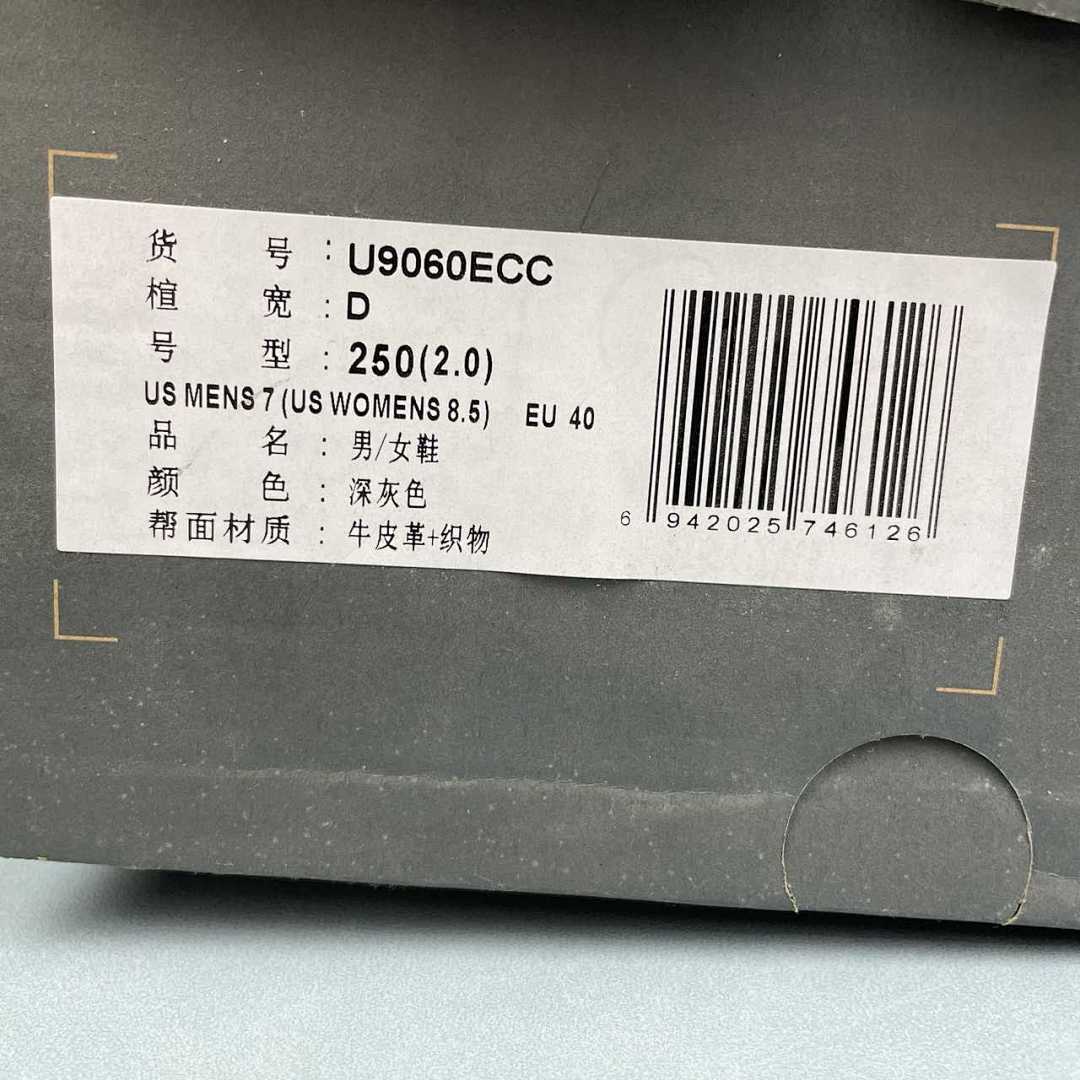 货 号 : U9060ECC
楦 宽 : D
号 型 : 250(2.0)
US MENS 7 (US WOMENS 8.5) EU 40
品 名 : 男/女鞋
颜 色 : 深灰色
帮面材质 : 牛皮革+织物
6 942025 746126